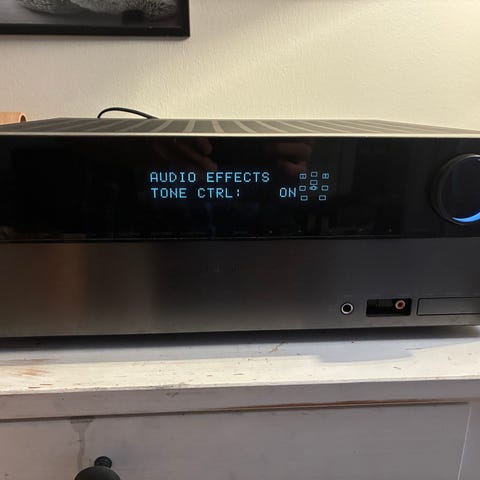 AUDIO EFFECTS
TONE CTRL: ON